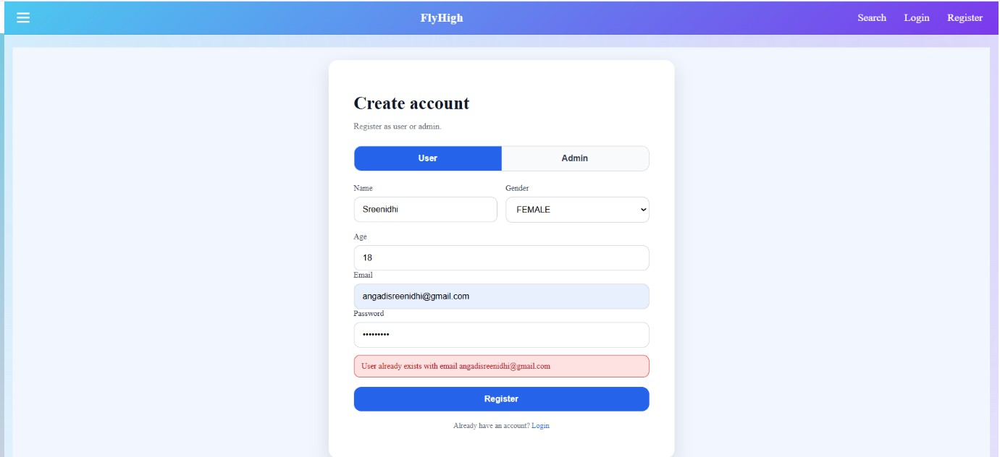 FlyHigh Search Login Register
Create account
Register as user or admin.
User Admin
Name Gender
Sreenidhi FEMALE
Age
18
Email
angadisreenidhi@gmail.com
Password
•••••••••
User already exists with email angadisreenidhi@gmail.com
Register
Already have an account? Login